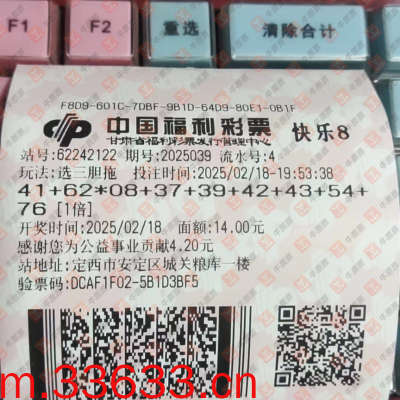 F1
F2
重选
清除合计
F8D9-601C-7DBF-9B1D-64D9-80E1-0B1F
中国福利彩票 快乐8
甘肃省福利彩票发行管理中心
站号:62242122 期号:2025039 流水号:4
玩法:选三胆拖 投注时间:2025/02/18-19:53:38
41+62*08+37+39+42+43+54+
76 [1倍]
开奖时间:2025/02/18 面额:14.00元
感谢您为公益事业贡献4.20元
站地址:定西市安定区城关粮库一楼
验票码:DCAF1F02-5B1D3BF5
m.33633.cn